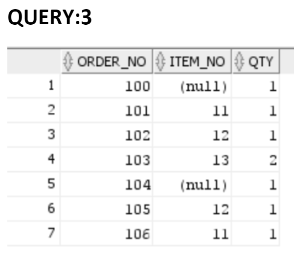 QUERY:3
ORDER_NO ITEM_NO QTY
1 100 (null) 1
2 101 11 1
3 102 12 1
4 103 13 2
5 104 (null) 1
6 105 12 1
7 106 11 1